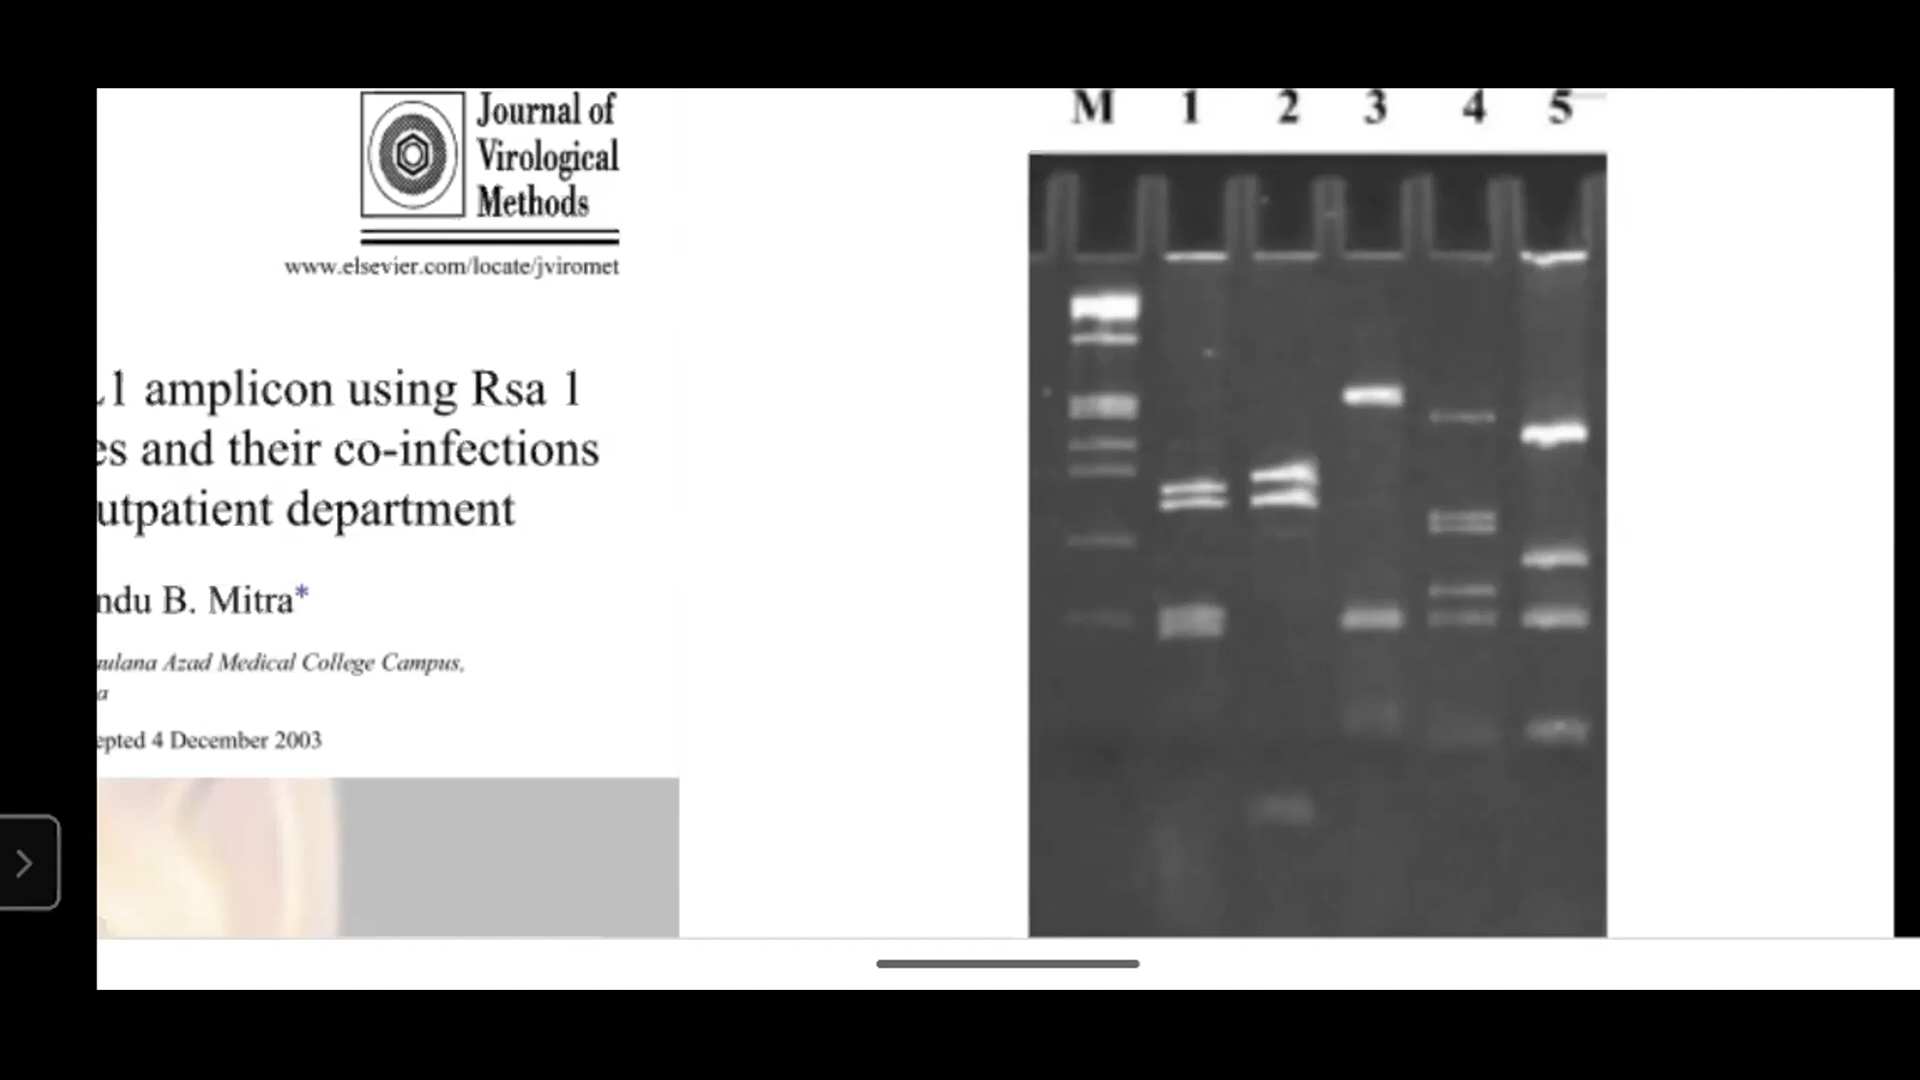 Journal of
Virological
Methods
www.elsevier.com/locate/jviromet
1 amplicon using Rsa 1
es and their co-infections
utpatient department
ndu B. Mitra*
ulana Azad Medical College Campus,
a
epted 4 December 2003
M 1 2 3 4 5